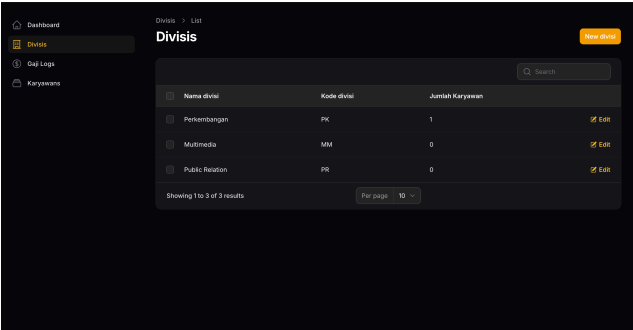 Dashboard
Divisis
Gaji Logs
Karyawans
Divisis > List
Divisis
New divisi
Search
Nama divisi Kode divisi Jumlah Karyawan
Perkembangan PK 1 Edit
Multimedia MM 0 Edit
Public Relation PR 0 Edit
Showing 1 to 3 of 3 results Per page 10